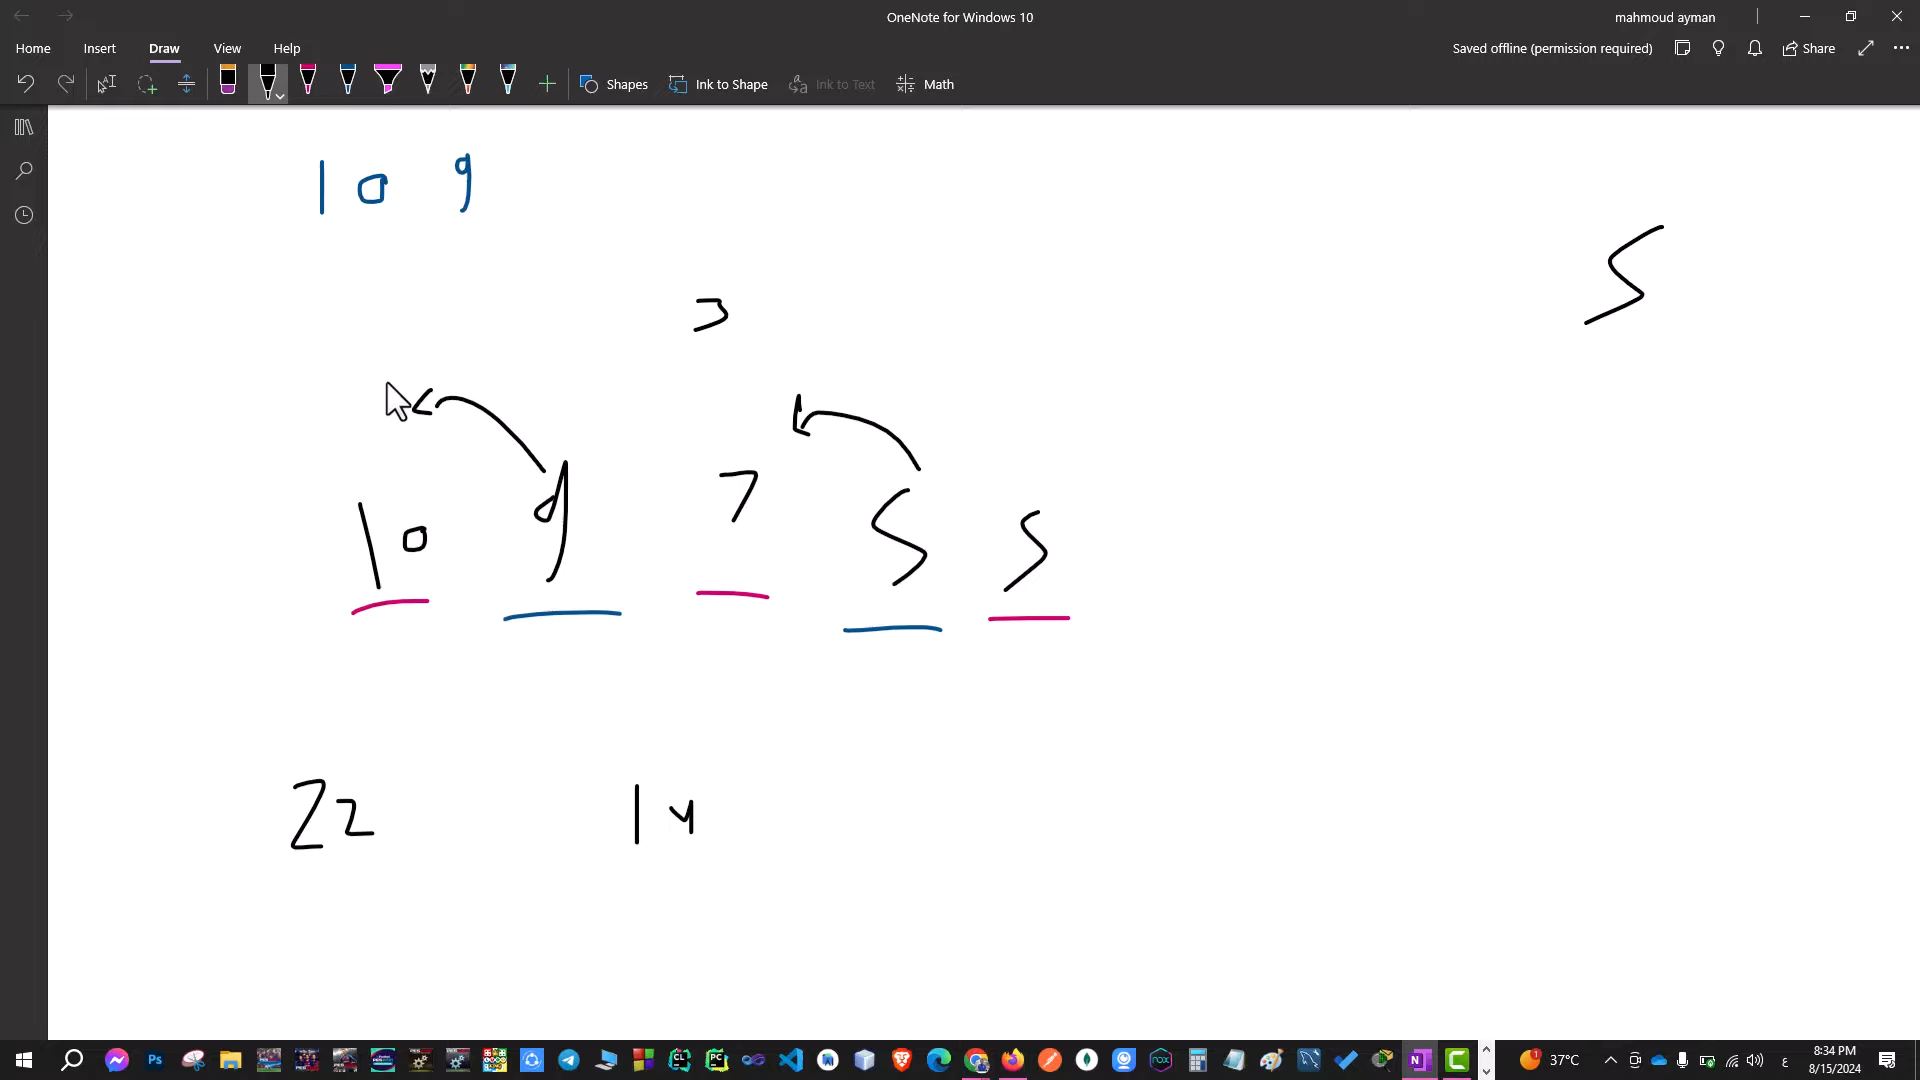 OneNote for Windows 10
mahmoud ayman
Home Insert Draw View Help
Saved offline (permission required)
Share
Shapes
Ink to Shape
Ink to Text
Math
10 9
5
3
10 9 7 5 5
22 14
37°C
ع
8:34 PM
8/15/2024